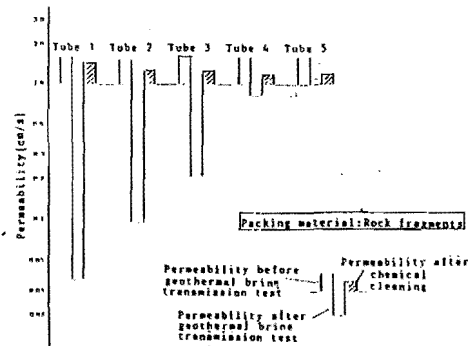 Tube 1 Tube 2 Tube 3 Tube 4 Tube 5
Permeability(cm/s)
Packing material:Rock fragments
Permeability before
geothermal brine
transmission test
Permeability after
chemical
cleaning
Permeability after
geothermal brine
transmission test